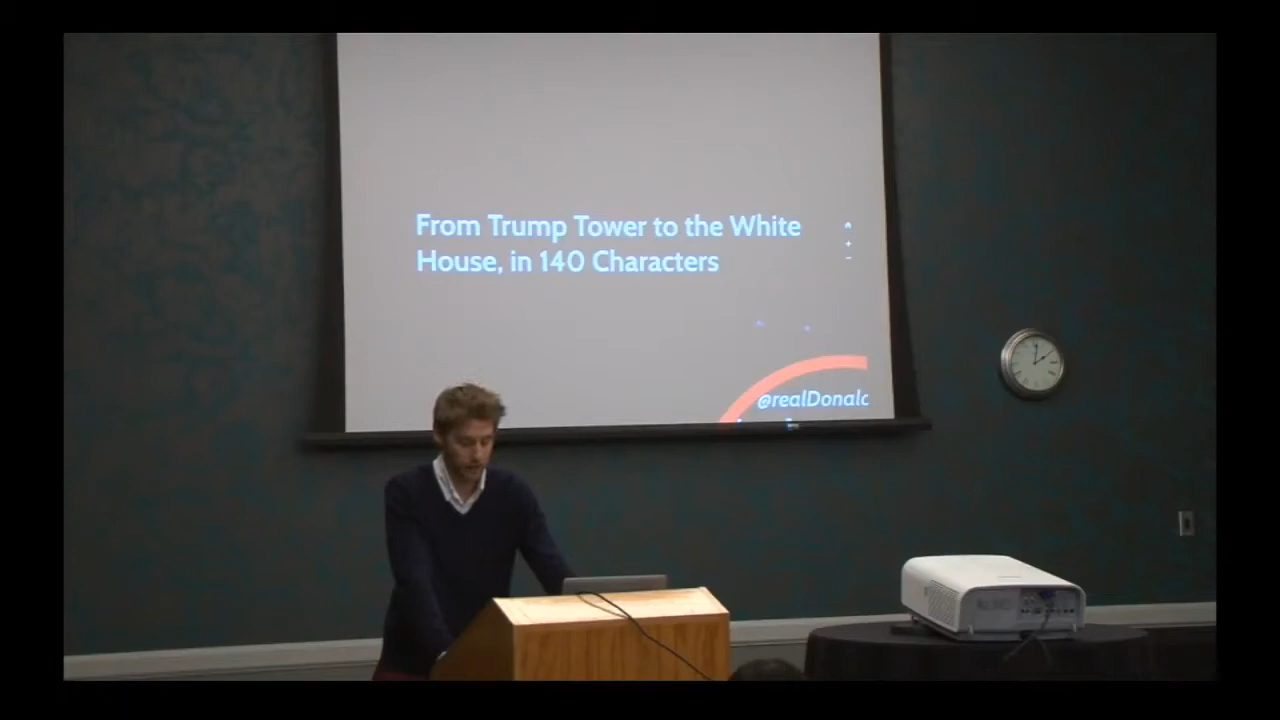 From Trump Tower to the White
House, in 140 Characters
@realDonalc